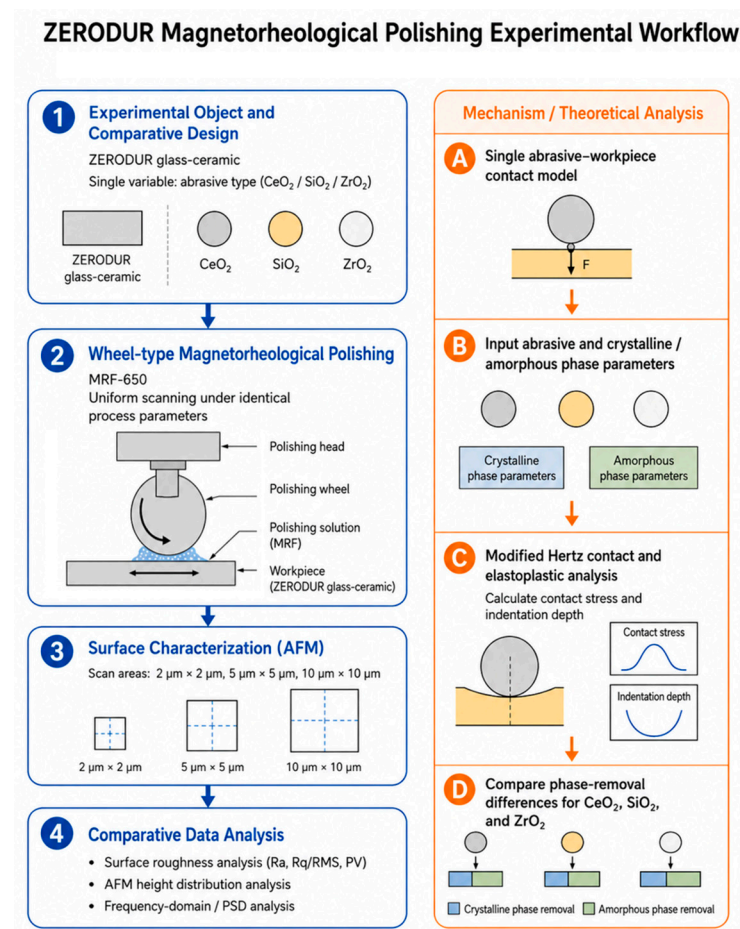 ZERODUR Magnetorheological Polishing Experimental Workflow
1
Experimental Object and
Comparative Design
ZERODUR glass-ceramic
Single variable: abrasive type (CeO₂ / SiO₂ / ZrO₂)
ZERODUR
glass-ceramic
CeO₂
SiO₂
ZrO₂
2
Wheel-type Magnetorheological Polishing
MRF-650
Uniform scanning under identical
process parameters
Polishing head
Polishing wheel
Polishing solution
(MRF)
Workpiece
(ZERODUR glass-ceramic)
3
Surface Characterization (AFM)
Scan areas: 2 μm × 2 μm, 5 μm × 5 μm, 10 μm × 10 μm
2 μm × 2 μm
5 μm × 5 μm
10 μm × 10 μm
4
Comparative Data Analysis
• Surface roughness analysis (Ra, Rq/RMS, PV)
• AFM height distribution analysis
• Frequency-domain / PSD analysis
Mechanism / Theoretical Analysis
A
Single abrasive–workpiece
contact model
F
B
Input abrasive and crystalline /
amorphous phase parameters
Crystalline
phase parameters
Amorphous
phase parameters
C
Modified Hertz contact and
elastoplastic analysis
Calculate contact stress and
indentation depth
Contact stress
Indentation depth
D
Compare phase-removal
differences for CeO₂, SiO₂,
and ZrO₂
Crystalline phase removal
Amorphous phase removal